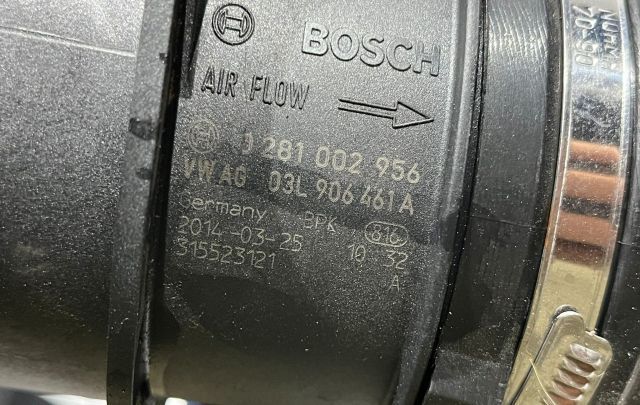 BOSCH
AIR FLOW
0 281 002 956
VW AG 03L 906 461 A
Germany BPK 816
2014-03-25 10 32
315523121 A